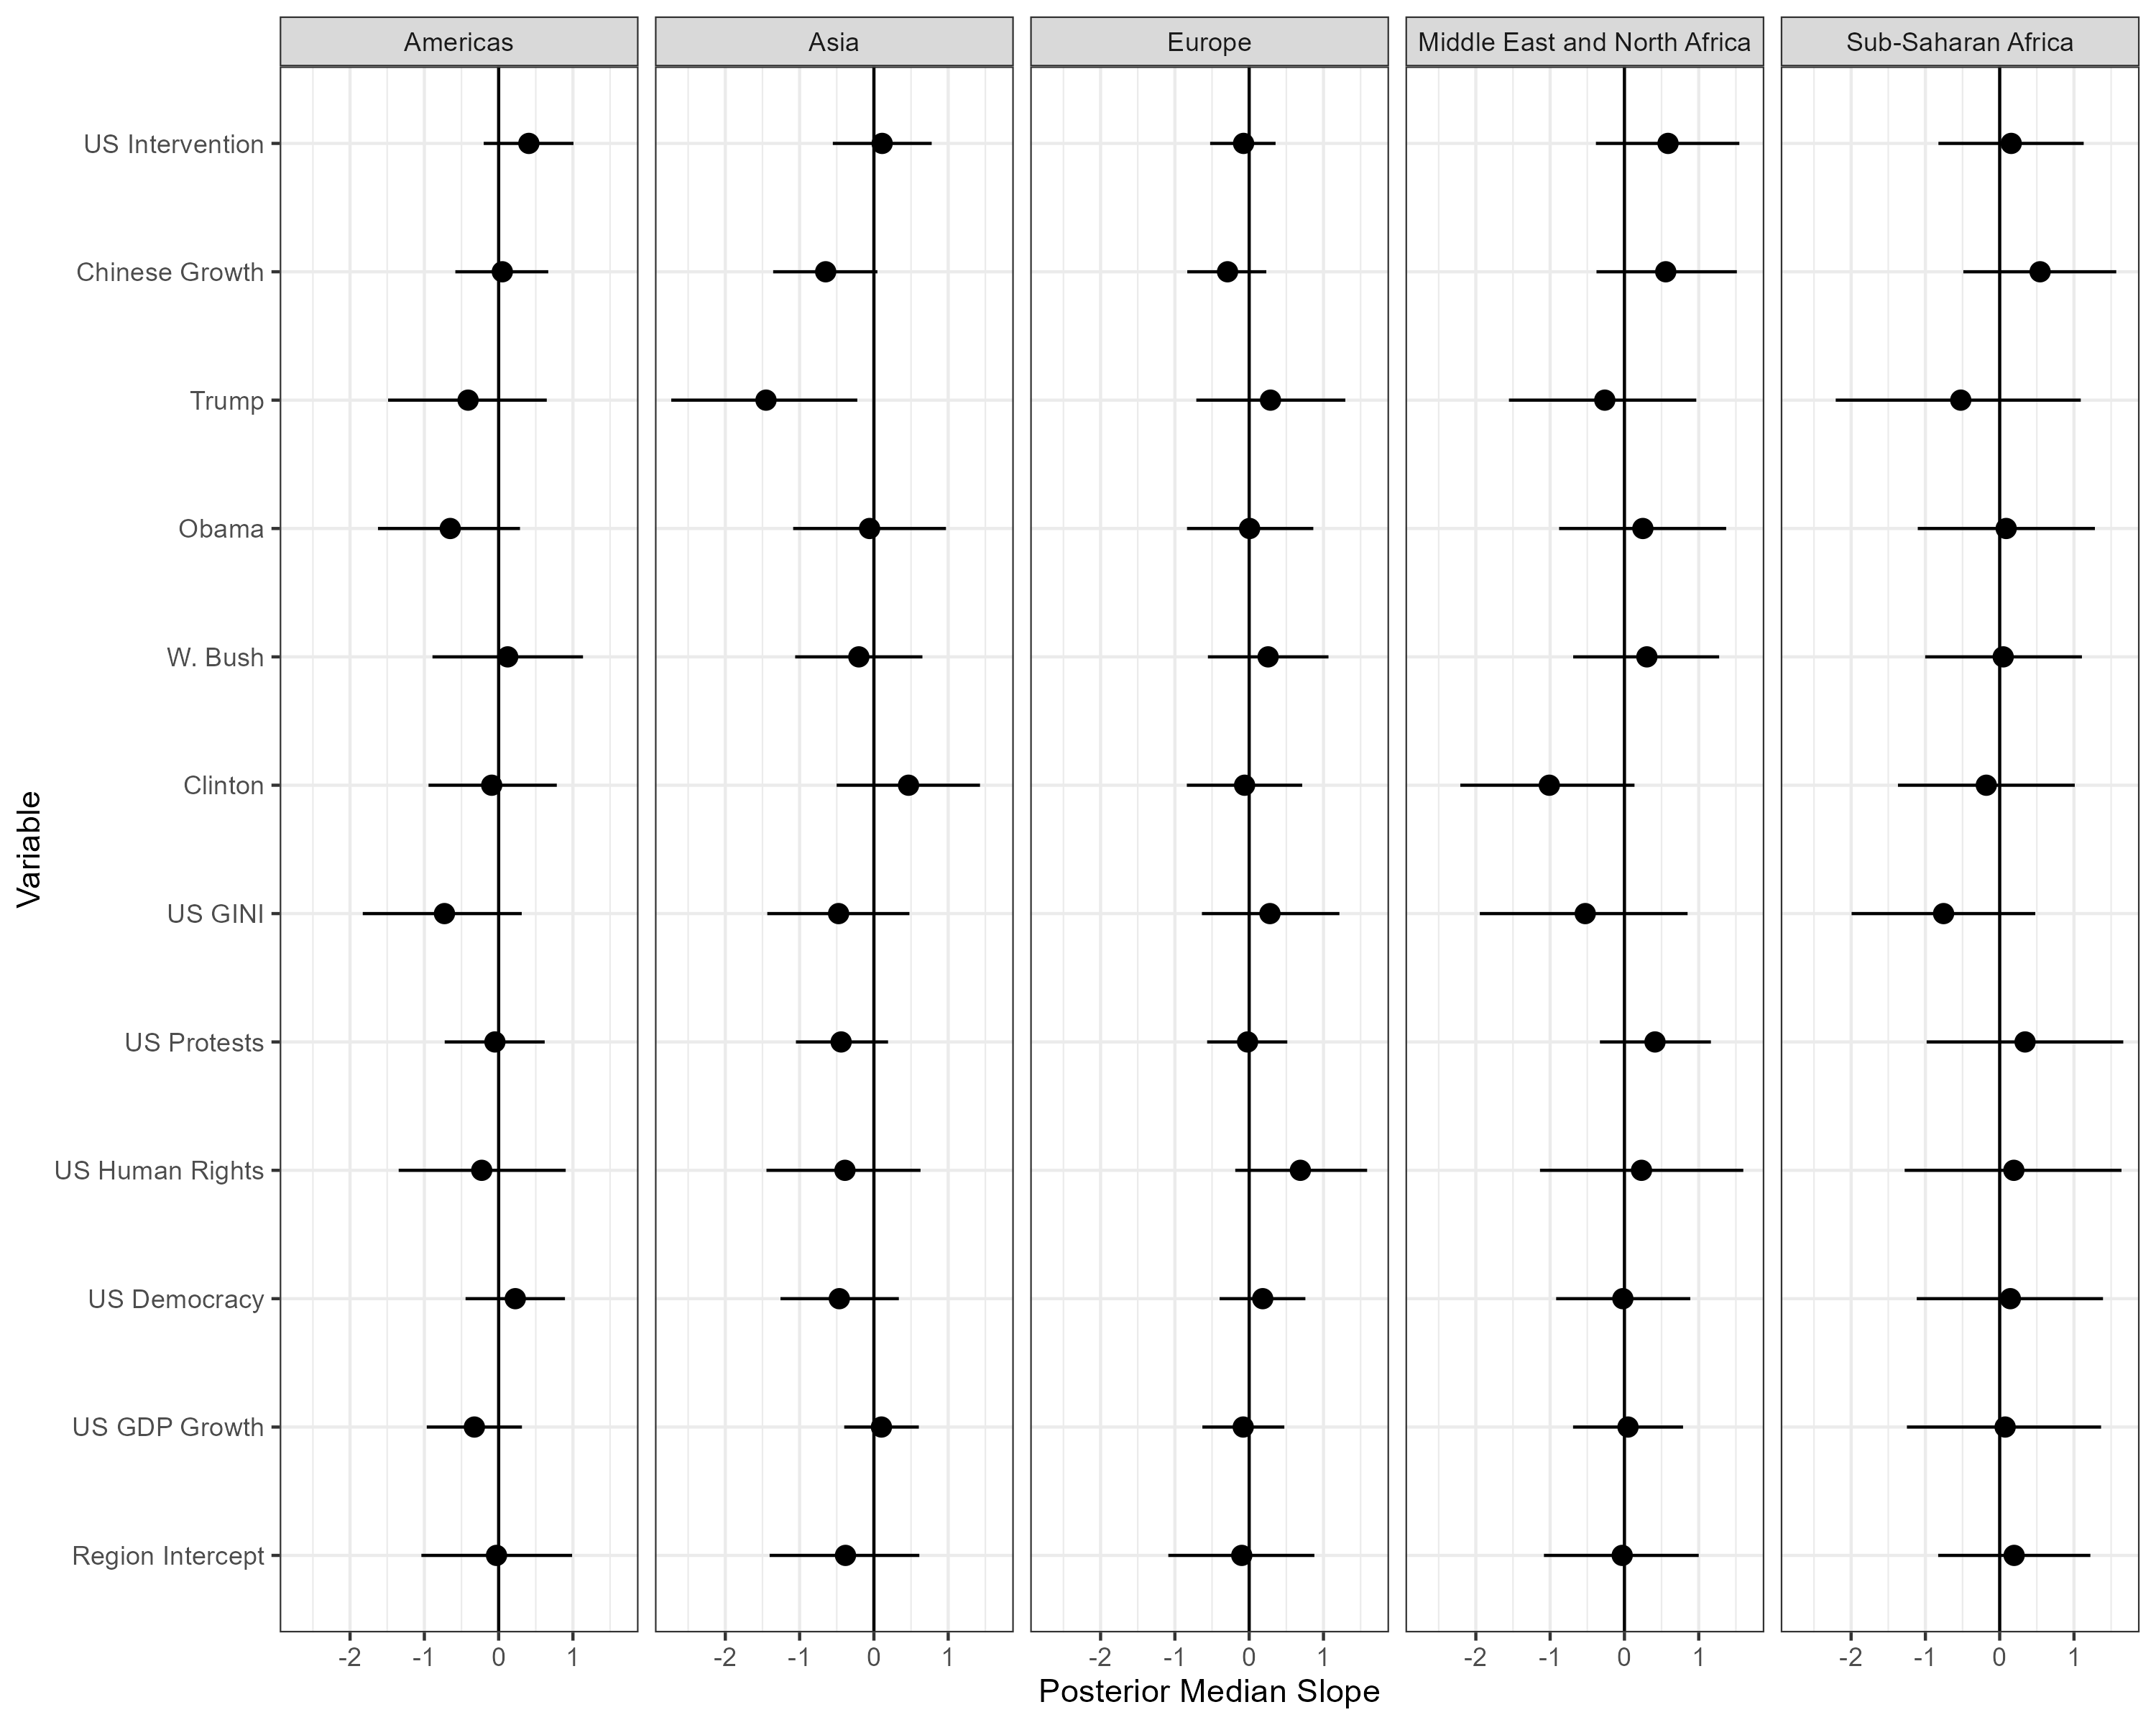 Americas Asia Europe Middle East and North Africa Sub-Saharan Africa
US Intervention
Chinese Growth
Trump
Obama
W. Bush
Clinton
US GINI
US Protests
US Human Rights
US Democracy
US GDP Growth
Region Intercept
Variable
-2 -1 0 1 -2 -1 0 1 -2 -1 0 1 -2 -1 0 1 -2 -1 0 1
Posterior Median Slope